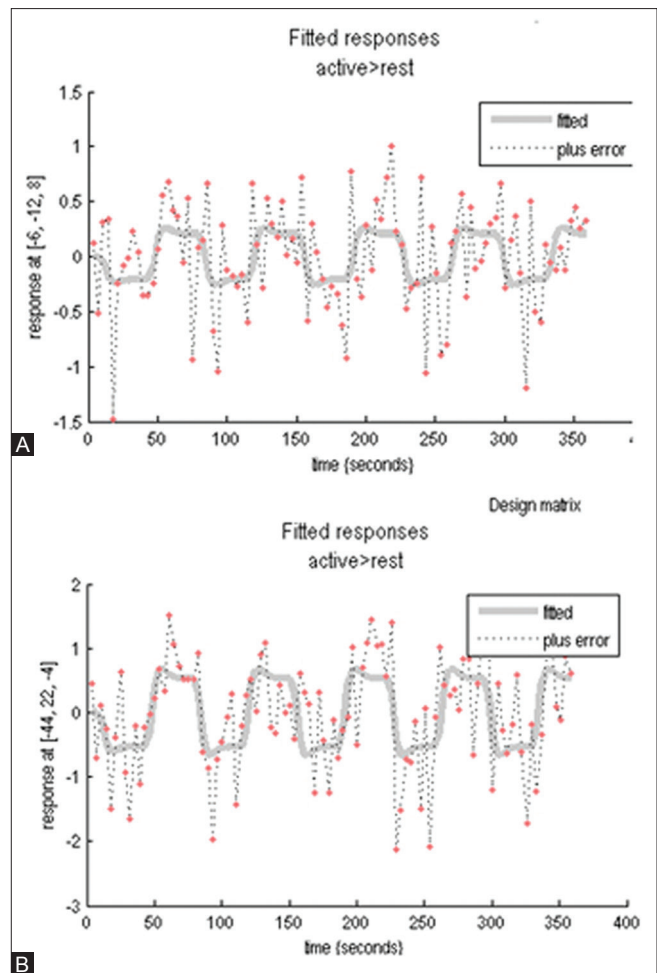 Fitted responses
active>rest
1.5
1
0.5
0
-0.5
-1
-1.5
response at [-6, -12, 8]
fitted
plus error
0 50 100 150 200 250 300 350
time {seconds}
A
Design matrix
Fitted responses
active>rest
2
1
0
-1
-2
-3
response at [-44, 22, -4]
fitted
plus error
0 50 100 150 200 250 300 350 400
time {seconds}
B